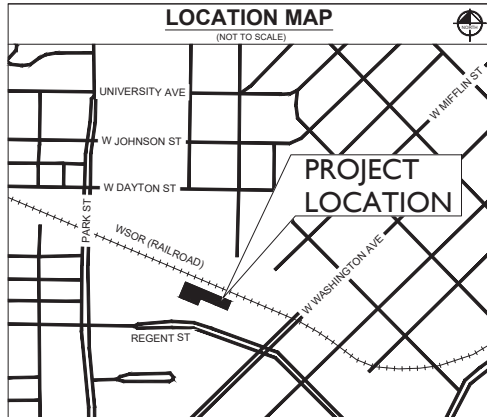 LOCATION MAP
(NOT TO SCALE)
NORTH
UNIVERSITY AVE
W MIFFLIN ST
W JOHNSON ST
PROJECT
LOCATION
W DAYTON ST
PARK ST
WSOR (RAILROAD)
W WASHINGTON AVE
REGENT ST